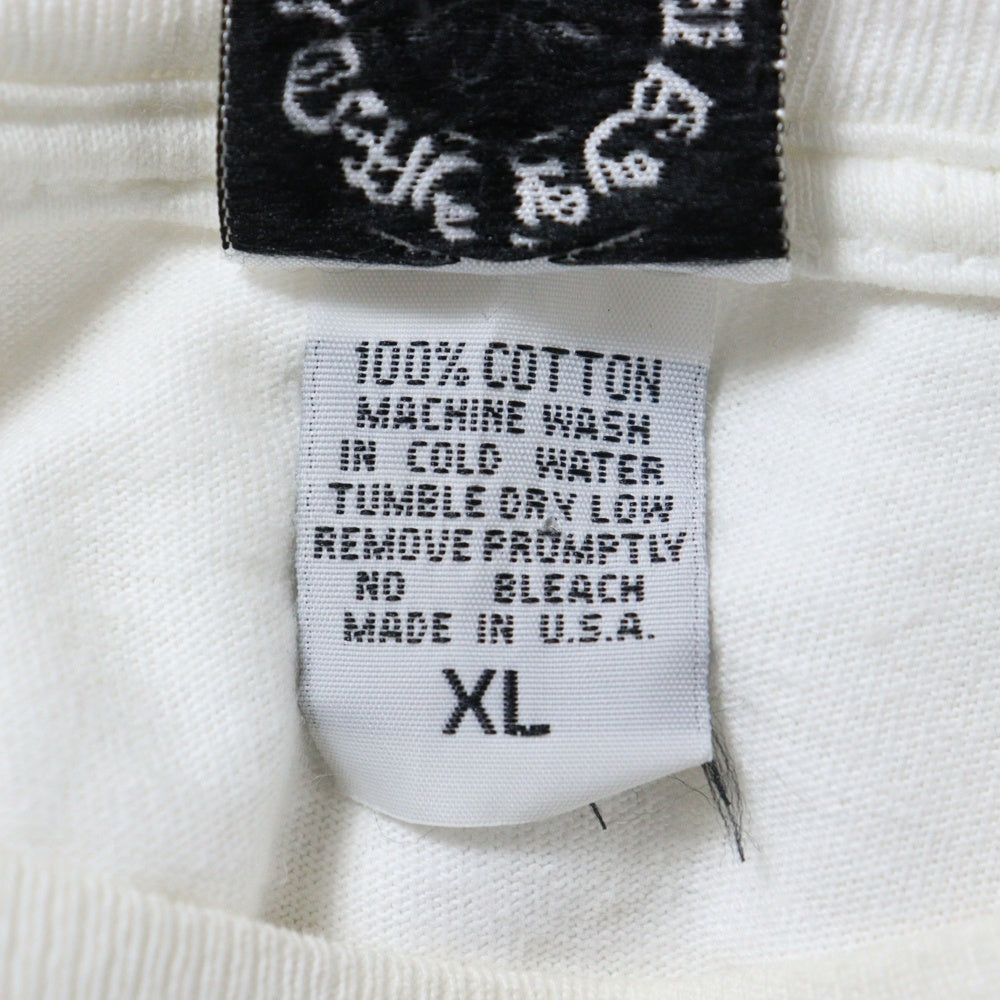 100% COTTON
MACHINE WASH
IN COLD WATER
TUMBLE DRY LOW
REMOVE PROMPTLY
NO BLEACH
MADE IN U.S.A.
XL